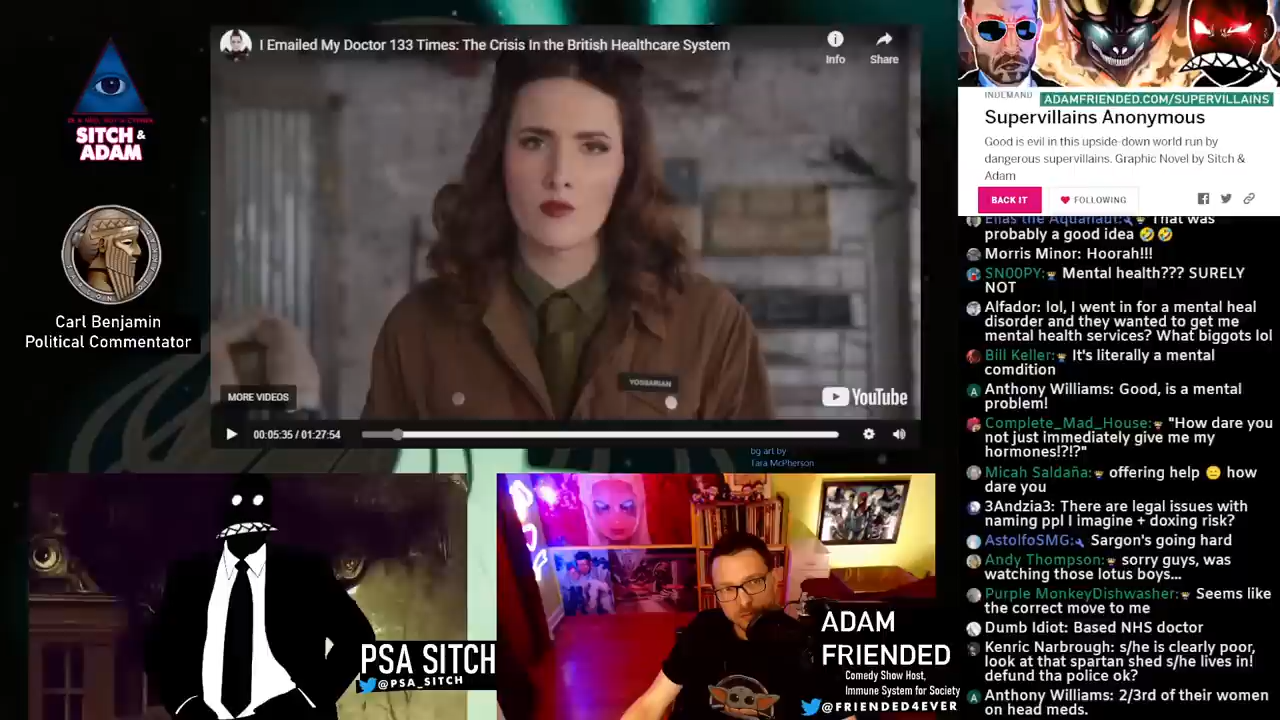 I Emailed My Doctor 133 Times: The Crisis In the British Healthcare System
Info
Share
YOSSARIAN
MORE VIDEOS
YouTube
00:05:35 / 01:27:54
bg art by
Tara McPherson
SITCH &
ADAM
Carl Benjamin
Political Commentator
PSA SITCH
@PSA_SITCH
ADAM
FRIENDED
Comedy Show Host,
Immune System for Society
@FRIENDED4EVER
INDEMAND
ADAMFRIENDED.COM/SUPERVILLAINS
Supervillains Anonymous
Good is evil in this upside-down world run by
dangerous supervillains. Graphic Novel by Sitch &
Adam
BACK IT
FOLLOWING
Elias the Aquanaut: That was
probably a good idea 🤣🤣
Morris Minor: Hoorah!!!
SN00PY: Mental health??? SURELY
NOT
Alfador: lol, I went in for a mental heal
disorder and they wanted to get me
mental health services? What biggots lol
Bill Keller: It's literally a mental
comdition
Anthony Williams: Good, is a mental
problem!
Complete_Mad_House: "How dare you
not just immediately give me my
hormones!?!?"
Micah Saldaña: offering help 😑 how
dare you
3Andzia3: There are legal issues with
naming ppl I imagine + doxing risk?
AstolfoSMG: Sargon's going hard
Andy Thompson: sorry guys, was
watching those lotus boys...
Purple MonkeyDishwasher: Seems like
the correct move to me
Dumb Idiot: Based NHS doctor
Kenric Narbrough: s/he is clearly poor,
look at that spartan shed s/he lives in!
defund tha police ok?
Anthony Williams: 2/3rd of their women
on head meds.